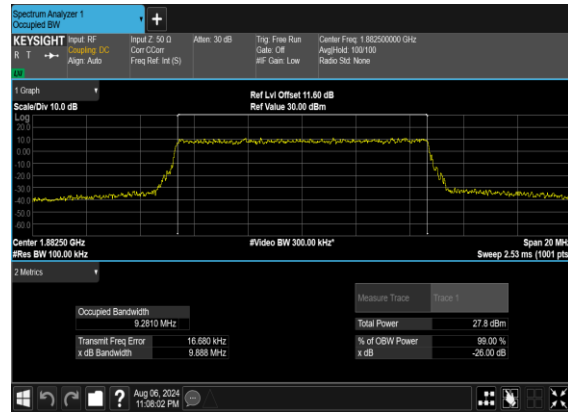 Spectrum Analyzer 1
Occupied BW
KEYSIGHT
R T
LXI
Input: RF
Coupling: DC
Align: Auto
Input Z: 50 Ω
Corr CCorr
Freq Ref: Int (S)
Atten: 30 dB
Trig: Free Run
Gate: Off
#IF Gain: Low
Center Freq: 1.882500000 GHz
Avg|Hold: 100/100
Radio Std: None
1 Graph
Scale/Div 10.0 dB
Ref Lvl Offset 11.60 dB
Ref Value 30.00 dBm
Log
20.0
10.0
0.00
-10.0
-20.0
-30.0
-40.0
-50.0
-60.0
Center 1.88250 GHz
#Res BW 100.00 kHz
#Video BW 300.00 kHz*
Span 20 MHz
Sweep 2.53 ms (1001 pts
2 Metrics
Occupied Bandwidth
9.2810 MHz
Transmit Freq Error 16.680 kHz
x dB Bandwidth 9.888 MHz
Measure Trace Trace 1
Total Power 27.8 dBm
% of OBW Power 99.00 %
x dB -26.00 dB
?
Aug 06, 2024
11:08:02 PM